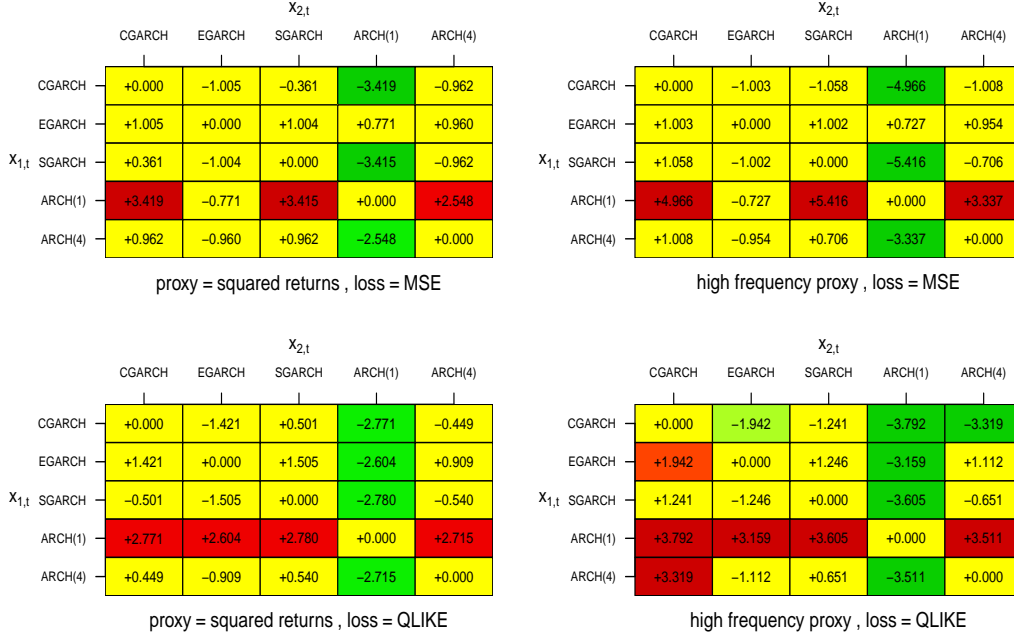 x2,t
CGARCH EGARCH SGARCH ARCH(1) ARCH(4)
CGARCH +0.000 −1.005 −0.361 −3.419 −0.962
EGARCH +1.005 +0.000 +1.004 +0.771 +0.960
x1,t SGARCH +0.361 −1.004 +0.000 −3.415 −0.962
ARCH(1) +3.419 −0.771 +3.415 +0.000 +2.548
ARCH(4) +0.962 −0.960 +0.962 −2.548 +0.000
proxy = squared returns , loss = MSE
x2,t
CGARCH EGARCH SGARCH ARCH(1) ARCH(4)
CGARCH +0.000 −1.003 −1.058 −4.966 −1.008
EGARCH +1.003 +0.000 +1.002 +0.727 +0.954
x1,t SGARCH +1.058 −1.002 +0.000 −5.416 −0.706
ARCH(1) +4.966 −0.727 +5.416 +0.000 +3.337
ARCH(4) +1.008 −0.954 +0.706 −3.337 +0.000
high frequency proxy , loss = MSE
x2,t
CGARCH EGARCH SGARCH ARCH(1) ARCH(4)
CGARCH +0.000 −1.421 +0.501 −2.771 −0.449
EGARCH +1.421 +0.000 +1.505 −2.604 +0.909
x1,t SGARCH −0.501 −1.505 +0.000 −2.780 −0.540
ARCH(1) +2.771 +2.604 +2.780 +0.000 +2.715
ARCH(4) +0.449 −0.909 +0.540 −2.715 +0.000
proxy = squared returns , loss = QLIKE
x2,t
CGARCH EGARCH SGARCH ARCH(1) ARCH(4)
CGARCH +0.000 −1.942 −1.241 −3.792 −3.319
EGARCH +1.942 +0.000 +1.246 −3.159 +1.112
x1,t SGARCH +1.241 −1.246 +0.000 −3.605 −0.651
ARCH(1) +3.792 +3.159 +3.605 +0.000 +3.511
ARCH(4) +3.319 −1.112 +0.651 −3.511 +0.000
high frequency proxy , loss = QLIKE